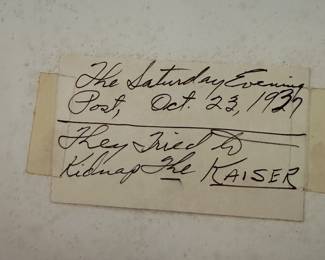 The Saturday Evening
Post, Oct. 23, 1937
They Tried to
Kidnap The KAISER